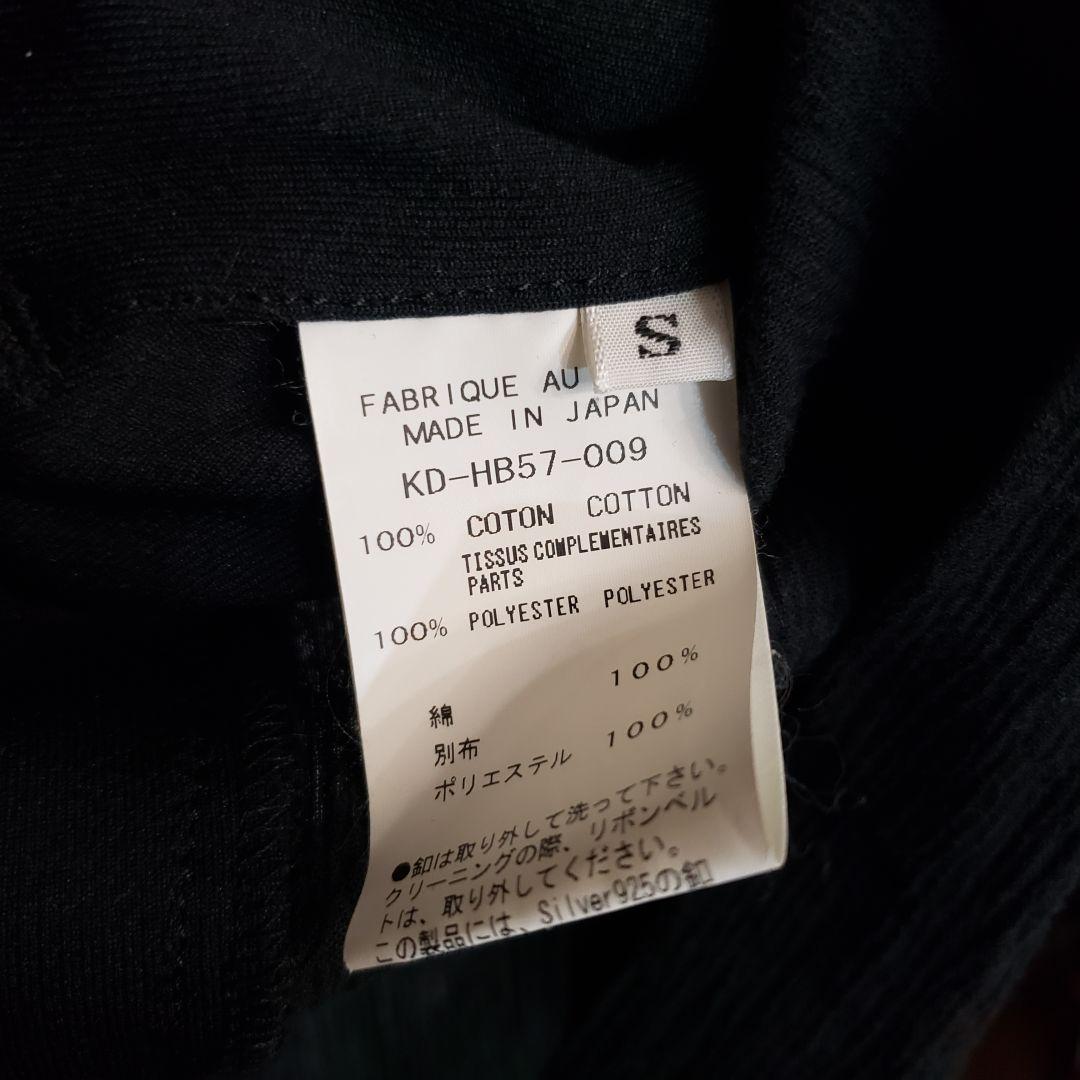 S
FABRIQUE AU
MADE IN JAPAN
KD-HB57-009
100% COTON COTTON
TISSUS COMPLEMENTAIRES
PARTS
100% POLYESTER POLYESTER
綿 100%
別布
ポリエステル 100%
●釦は取り外して洗って下さい。
クリーニングの際、リボンベル
トは、取り外してください。
この製品には、Silver925の釦